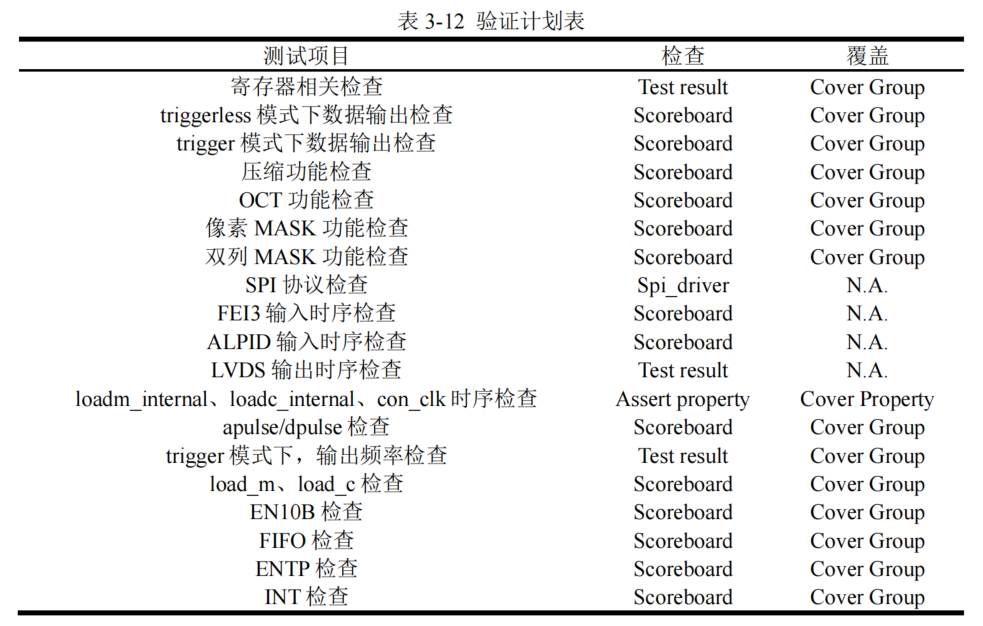 表 3-12 验证计划表
测试项目 检查 覆盖
寄存器相关检查 Test result Cover Group
triggerless 模式下数据输出检查 Scoreboard Cover Group
trigger 模式下数据输出检查 Scoreboard Cover Group
压缩功能检查 Scoreboard Cover Group
OCT 功能检查 Scoreboard Cover Group
像素 MASK 功能检查 Scoreboard Cover Group
双列 MASK 功能检查 Scoreboard Cover Group
SPI 协议检查 Spi_driver N.A.
FEI3 输入时序检查 Scoreboard N.A.
ALPID 输入时序检查 Scoreboard N.A.
LVDS 输出时序检查 Test result N.A.
loadm_internal、loadc_internal、con_clk 时序检查 Assert property Cover Property
apulse/dpulse 检查 Scoreboard Cover Group
trigger 模式下，输出频率检查 Test result Cover Group
load_m、load_c 检查 Scoreboard Cover Group
EN10B 检查 Scoreboard Cover Group
FIFO 检查 Scoreboard Cover Group
ENTP 检查 Scoreboard Cover Group
INT 检查 Scoreboard Cover Group